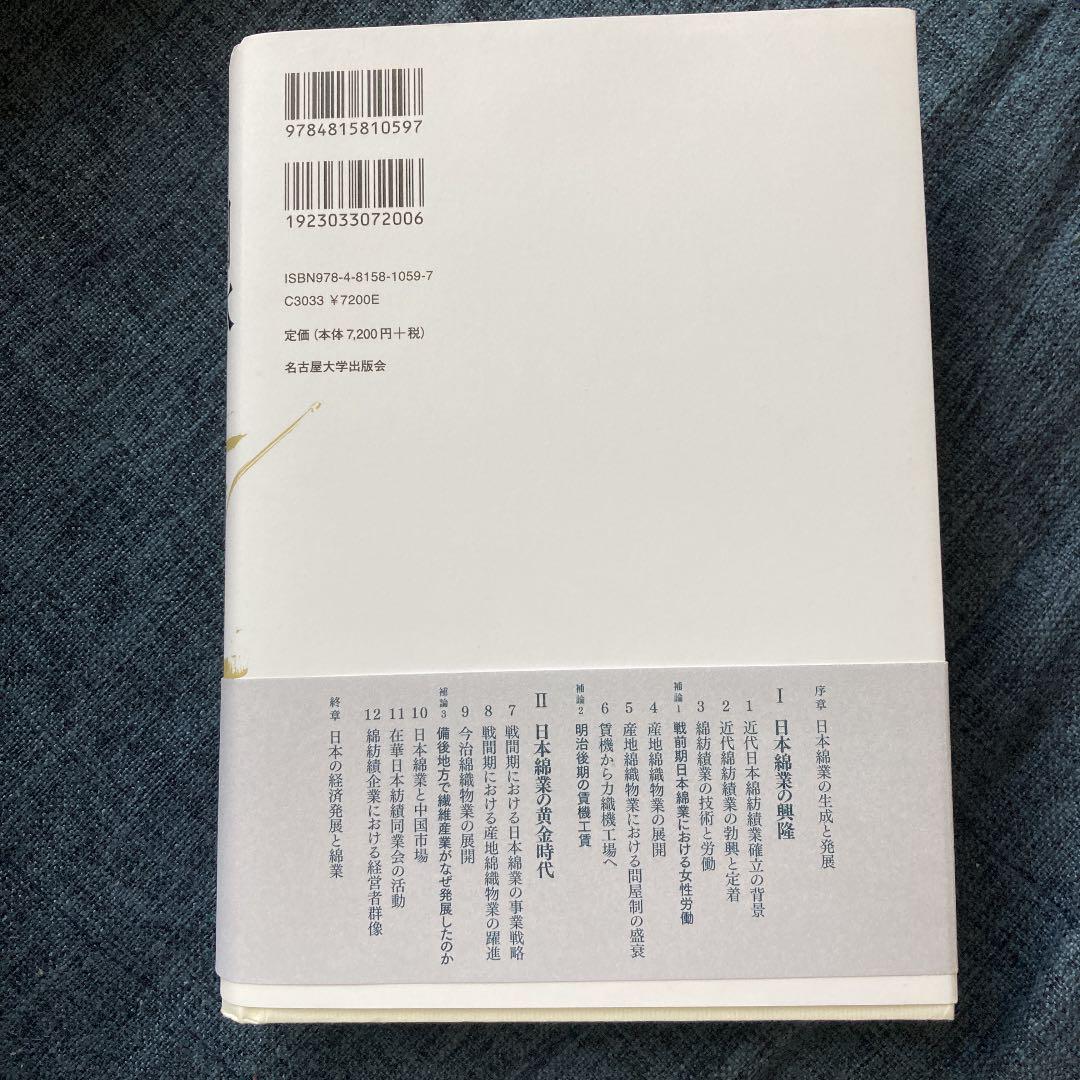 9784815810597
1923033072006
ISBN978-4-8158-1059-7
C3033 ￥7200E
定価（本体7,200円＋税）
名古屋大学出版会
序章 日本綿業の生成と発展
Ⅰ 日本綿業の興隆
1 近代日本綿紡績業確立の背景
2 近代綿紡績業の勃興と定着
3 綿紡績業の技術と労働
補論1 戦前期日本綿業における女性労働
4 産地綿織物業の展開
5 産地綿織物業における問屋制の盛衰
6 賃機から力織機工場へ
補論2 明治後期の賃機工賃
Ⅱ 日本綿業の黄金時代
7 戦間期における日本綿業の事業戦略
8 戦間期における産地綿織物業の躍進
9 今治綿織物業の展開
補論3 備後地方で繊維産業がなぜ発展したのか
10 日本綿業と中国市場
11 在華日本紡績同業会の活動
12 綿紡績企業における経営者群像
終章 日本の経済発展と綿業